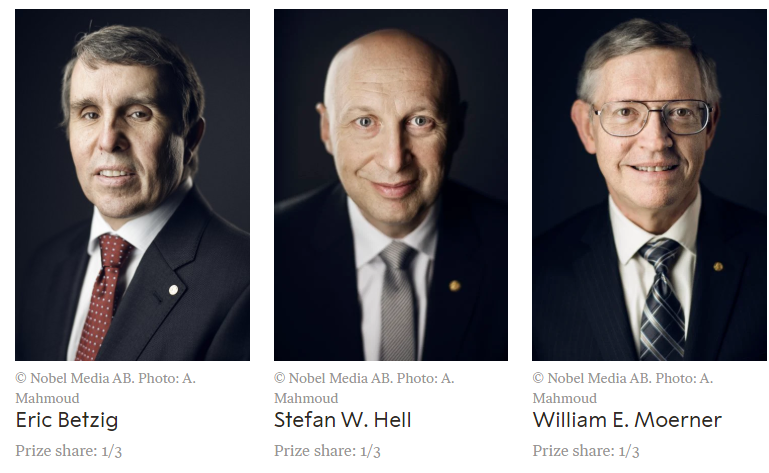 © Nobel Media AB. Photo: A.
Mahmoud
Eric Betzig
Prize share: 1/3
© Nobel Media AB. Photo: A.
Mahmoud
Stefan W. Hell
Prize share: 1/3
© Nobel Media AB. Photo: A.
Mahmoud
William E. Moerner
Prize share: 1/3